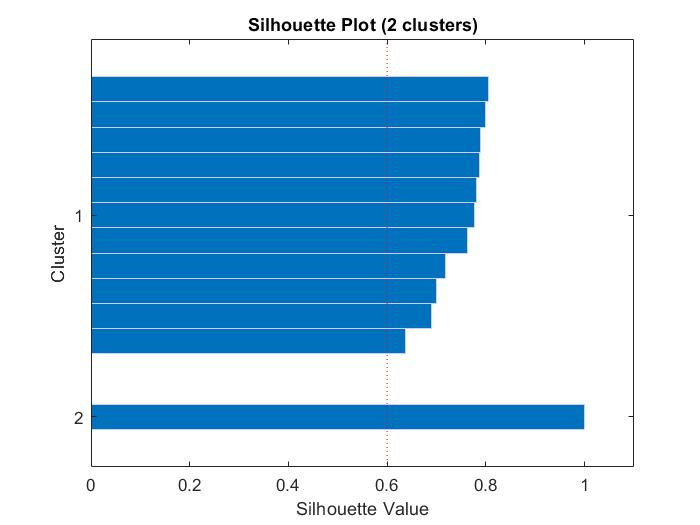 Silhouette Plot (2 clusters)
Cluster
1
2
0 0.2 0.4 0.6 0.8 1
Silhouette Value